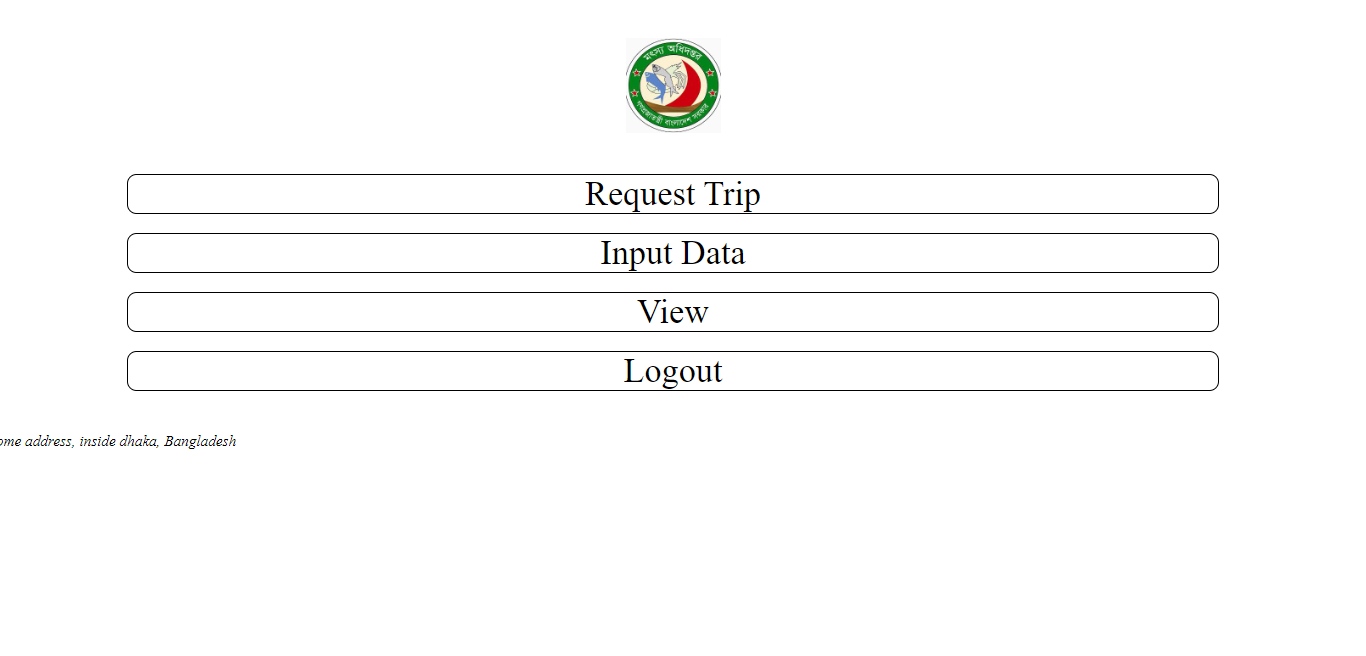 মৎস্য অধিদপ্তর
গণপ্রজাতন্ত্রী বাংলাদেশ সরকার
Request Trip
Input Data
View
Logout
ome address, inside dhaka, Bangladesh